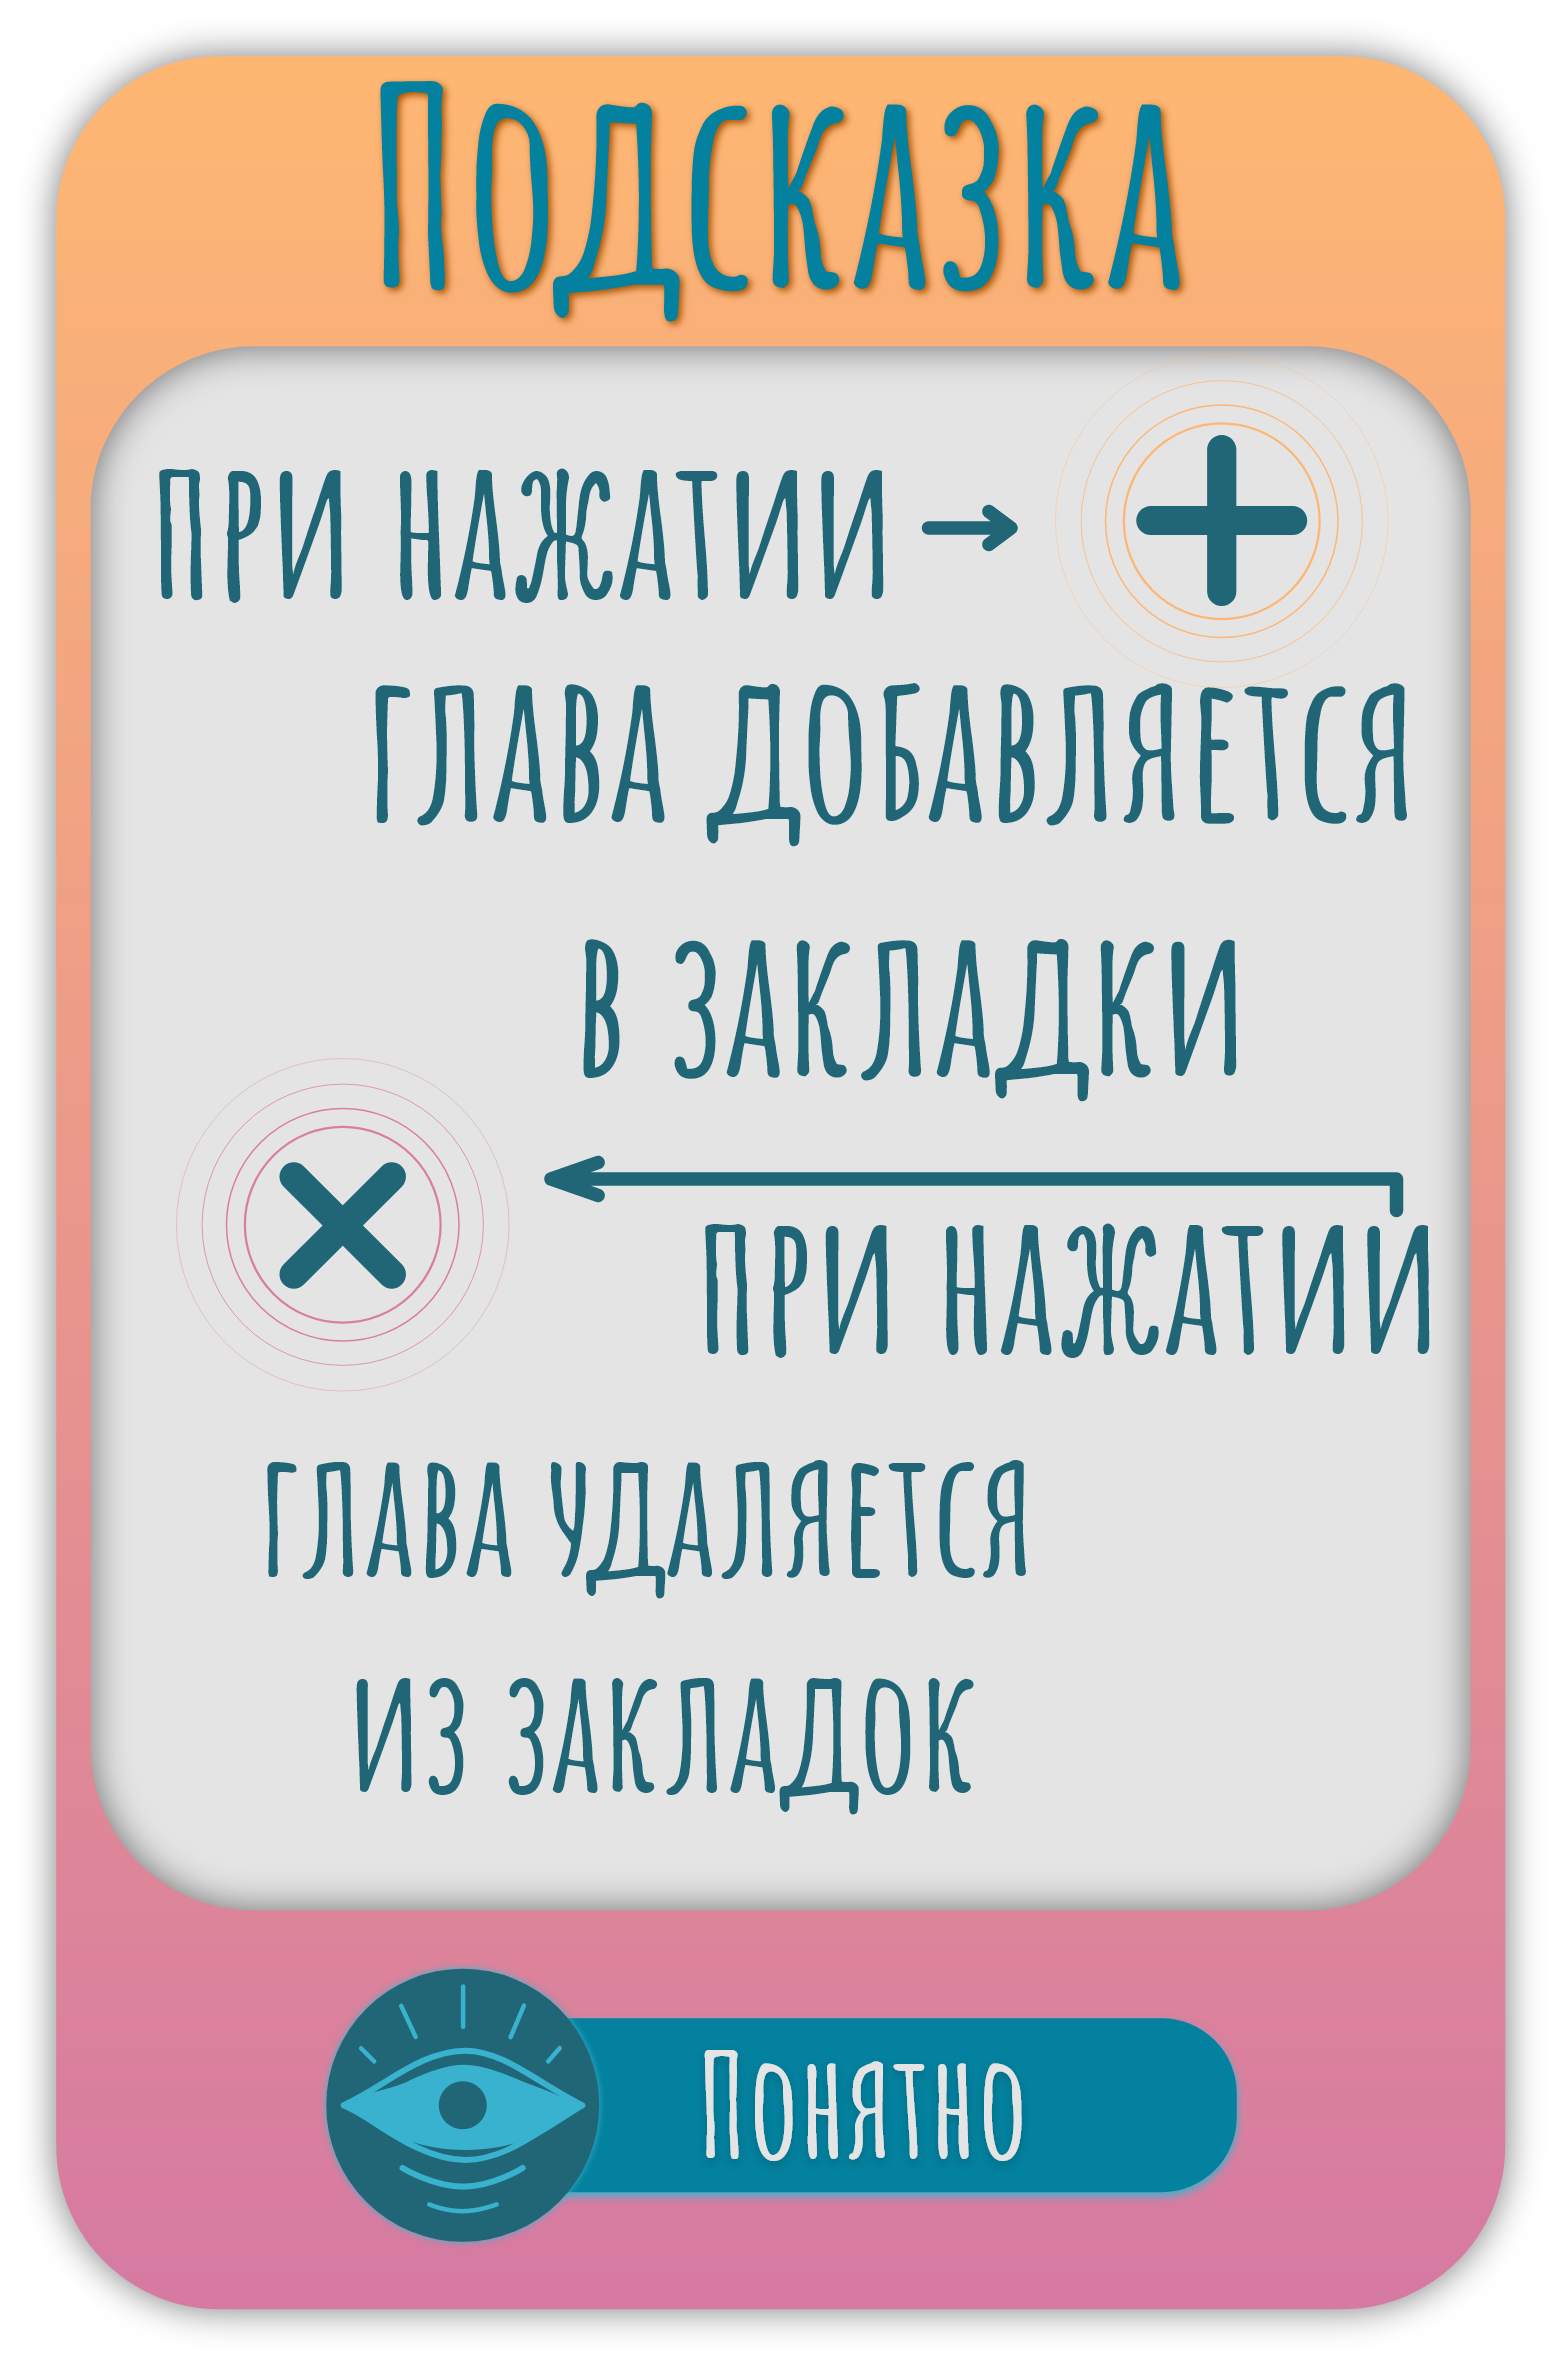 Подсказка
при нажатии →
глава добавляется
в закладки
при нажатии
глава удаляется
из закладок
Понятно